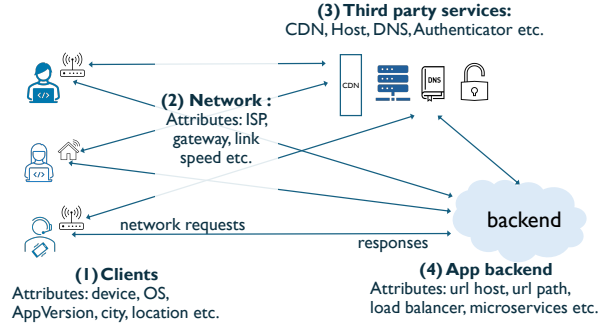 (3) Third party services:
CDN, Host, DNS, Authenticator etc.
CDN
DNS
(2) Network :
Attributes: ISP,
gateway, link
speed etc.
</>
</>
backend
network requests
responses
(1) Clients
Attributes: device, OS,
AppVersion, city, location etc.
(4) App backend
Attributes: url host, url path,
load balancer, microservices etc.